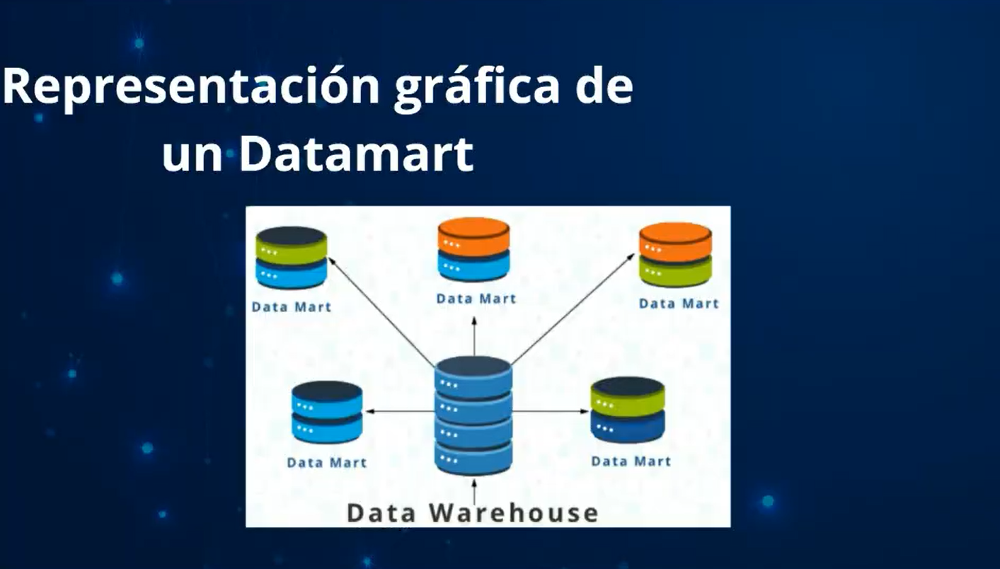 Representación gráfica de
un Datamart
Data Mart
Data Mart
Data Mart
Data Mart
Data Mart
Data Warehouse